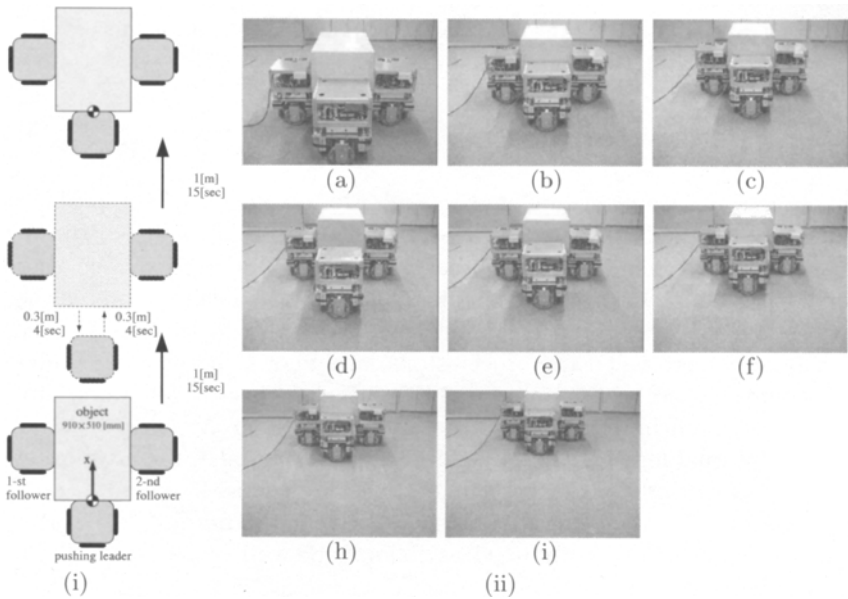 1[m]
15[sec]
0.3[m]
4[sec]
0.3[m]
4[sec]
1[m]
15[sec]
object
910×510 [mm]
x
1-st
follower
2-nd
follower
pushing leader
(i)
(a)
(b)
(c)
(d)
(e)
(f)
(h)
(i)
(ii)